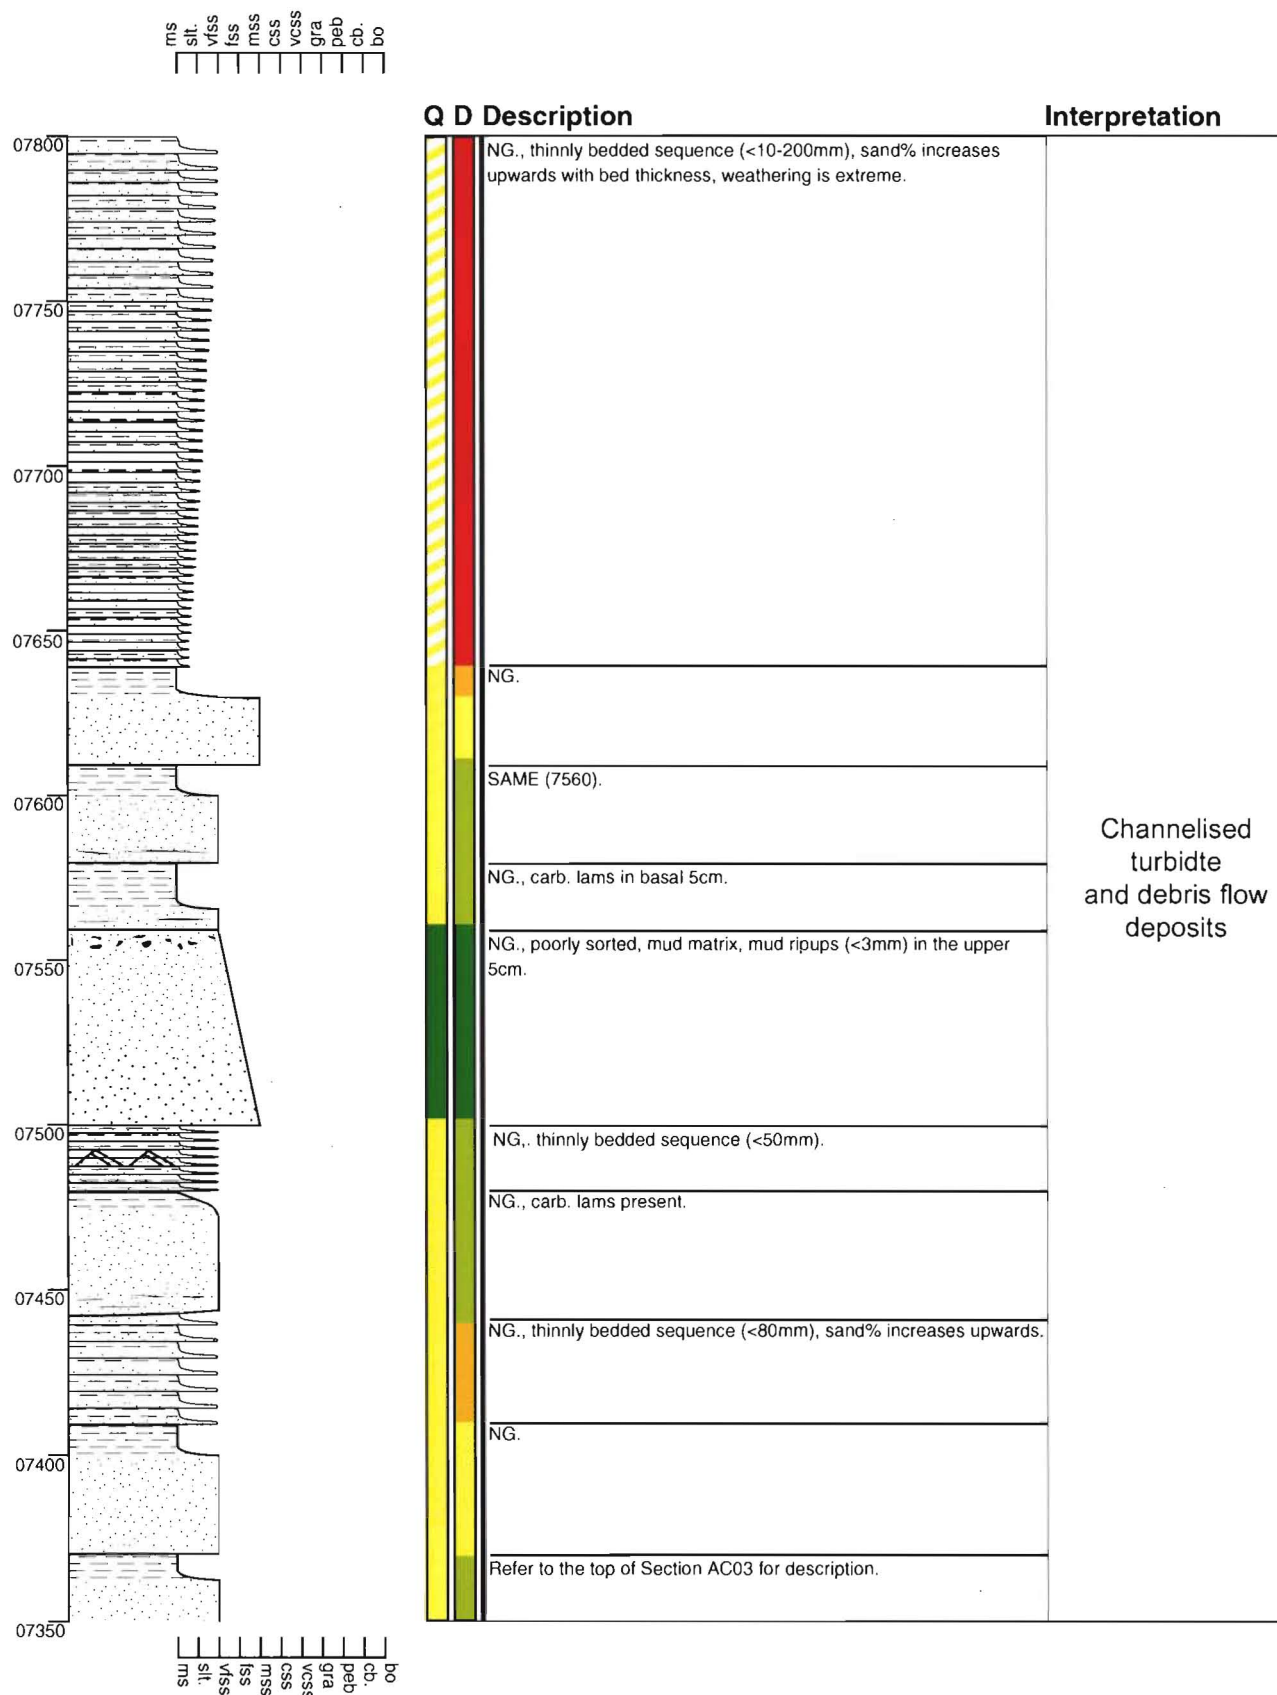 ms slt. vfss fss mss css vcss gra peb cb. bo
Q D Description Interpretation
07800
NG., thinnly bedded sequence (<10-200mm), sand% increases
upwards with bed thickness, weathering is extreme.
07750
07700
07650
NG.
07600
SAME (7560).
NG., carb. lams in basal 5cm.
Channelised
turbidte
and debris flow
deposits
07550
NG., poorly sorted, mud matrix, mud ripups (<3mm) in the upper
5cm.
07500
NG,. thinnly bedded sequence (<50mm).
NG., carb. lams present.
07450
NG., thinnly bedded sequence (<80mm), sand% increases upwards.
NG.
07400
Refer to the top of Section AC03 for description.
07350
ms slt. vfss fss mss css vcss gra peb cb. bo